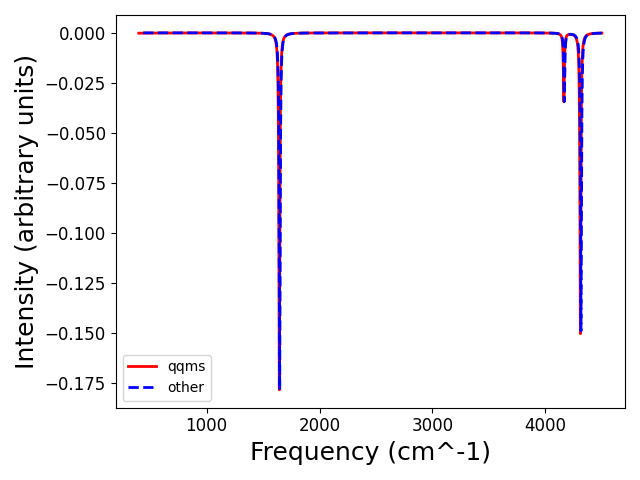 0.000
−0.025
−0.050
−0.075
−0.100
−0.125
−0.150
−0.175
Intensity (arbitrary units)
qqms
other
1000 2000 3000 4000
Frequency (cm^-1)